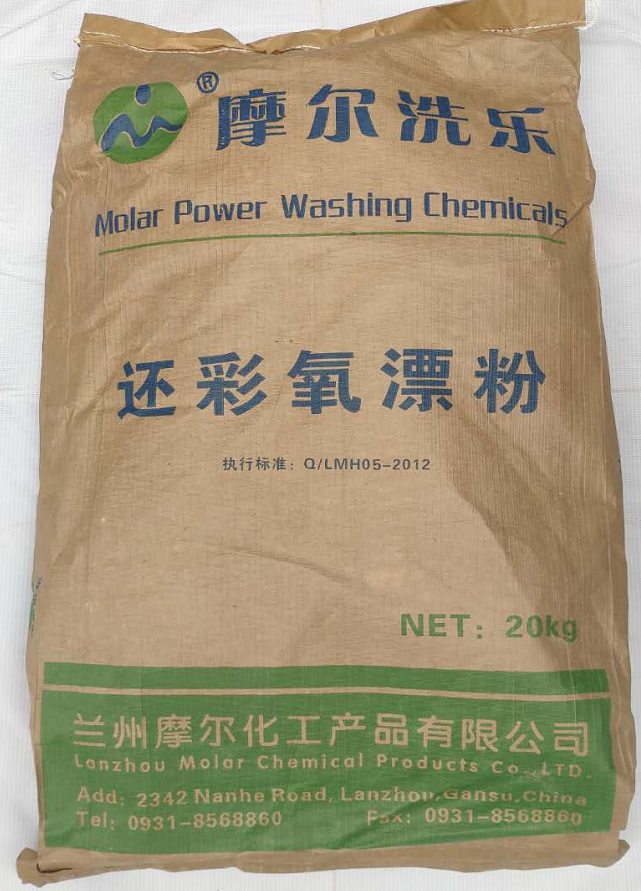 ® 摩尔洗乐
Molar Power Washing Chemicals
还彩氧漂粉
执行标准：Q/LMH05-2012
NET：20kg
兰州摩尔化工产品有限公司
Lanzhou Molar Chemical Products Co.,LTD.
Add: 2342 Nanhe Road, Lanzhou,Gansu,China
Tel: 0931-8568860 Fax: 0931-8568860